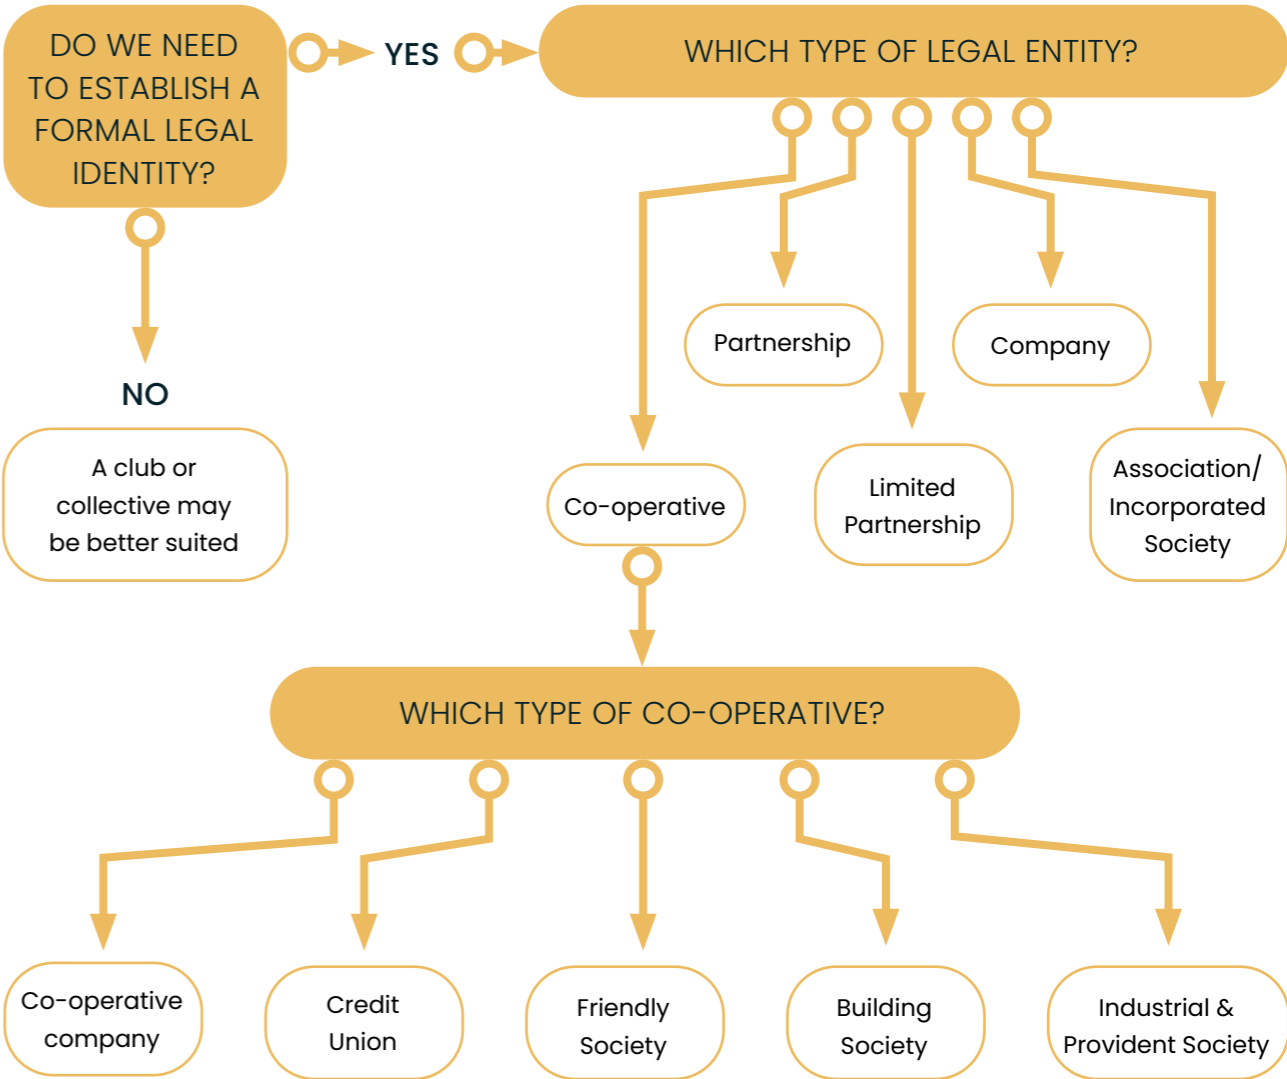 DO WE NEED
TO ESTABLISH A
FORMAL LEGAL
IDENTITY?
YES
WHICH TYPE OF LEGAL ENTITY?
NO
A club or
collective may
be better suited
Partnership
Company
Co-operative
Limited
Partnership
Association/
Incorporated
Society
WHICH TYPE OF CO-OPERATIVE?
Co-operative
company
Credit
Union
Friendly
Society
Building
Society
Industrial &
Provident Society